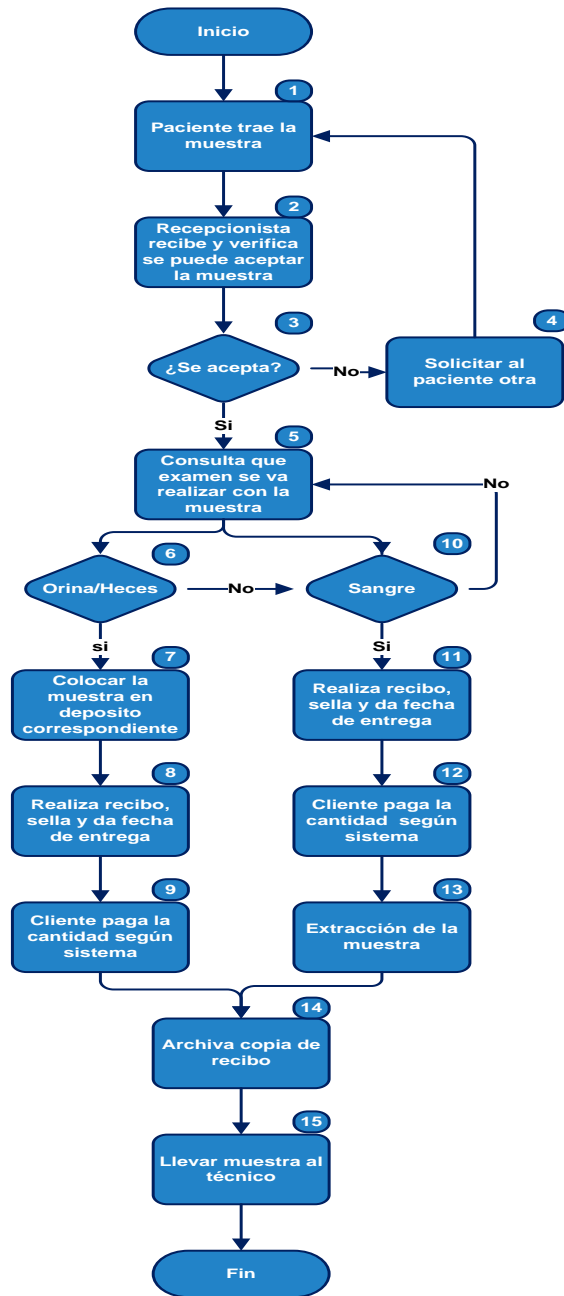 Inicio
1
Paciente trae la
muestra
2
Recepcionista
recibe y verifica
se puede aceptar
la muestra
3
¿Se acepta?
No
4
Solicitar al
paciente otra
Si
5
Consulta que
examen se va
realizar con la
muestra
No
6
Orina/Heces
No
10
Sangre
si
7
Colocar la
muestra en
deposito
correspondiente
8
Realiza recibo,
sella y da fecha
de entrega
9
Cliente paga la
cantidad según
sistema
Si
11
Realiza recibo,
sella y da fecha
de entrega
12
Cliente paga la
cantidad según
sistema
13
Extracción de la
muestra
14
Archiva copia de
recibo
15
Llevar muestra al
técnico
Fin